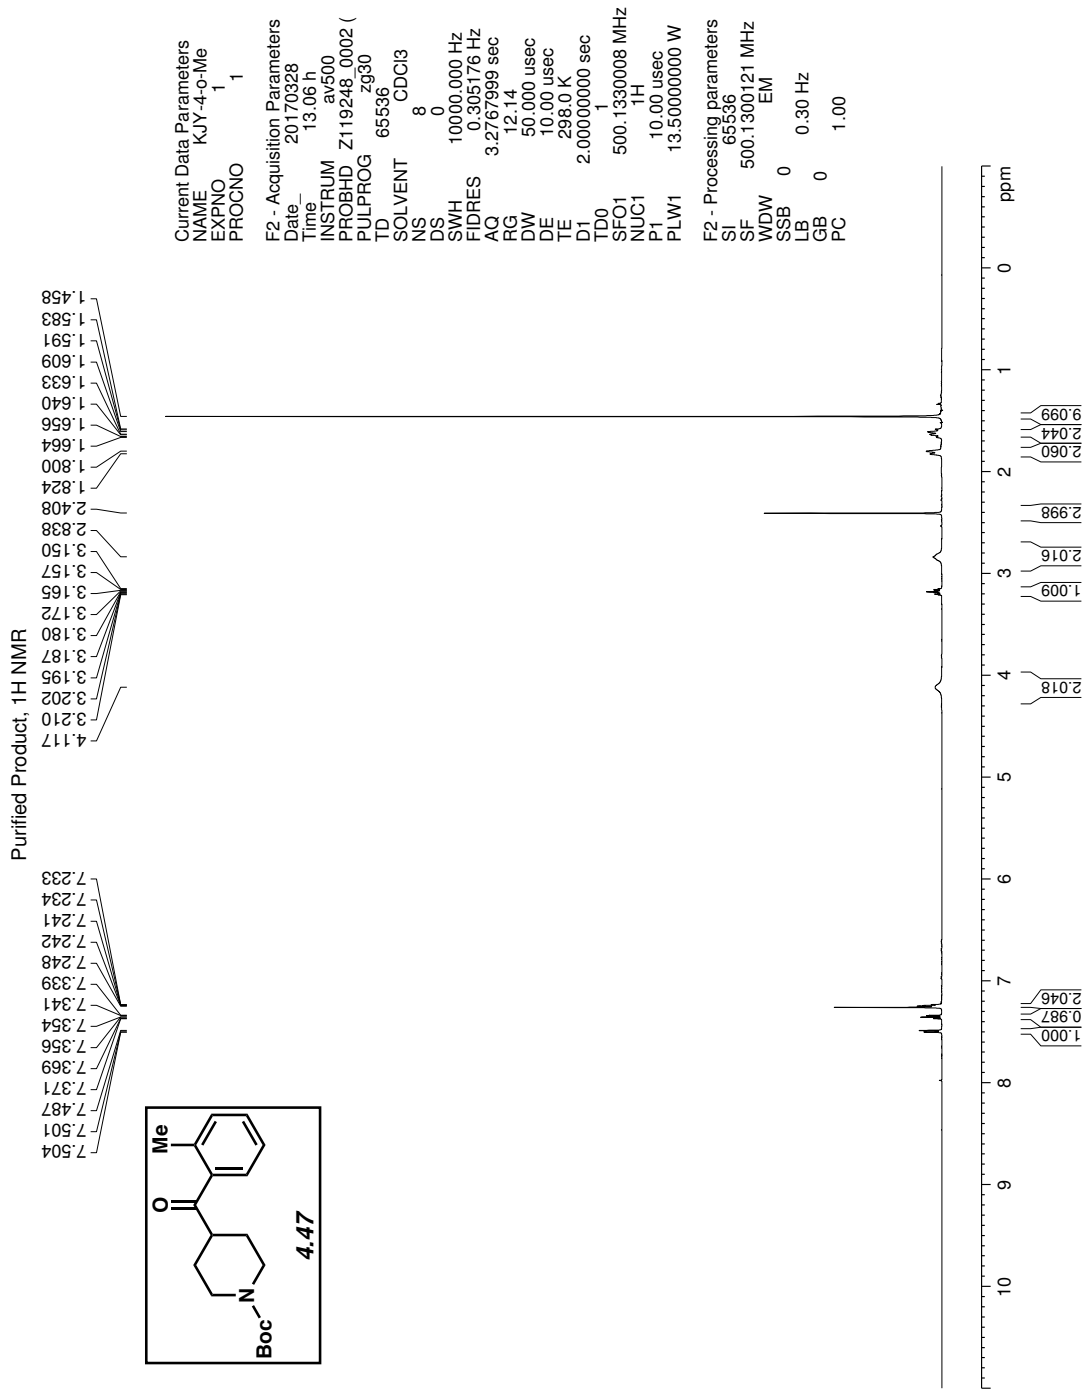 Purified Product, 1H NMR
7.504
7.501
7.487
7.371
7.369
7.356
7.354
7.341
7.339
7.248
7.242
7.241
7.234
7.233
4.117
3.210
3.202
3.195
3.187
3.180
3.172
3.165
3.157
3.150
2.838
2.408
1.824
1.800
1.664
1.656
1.640
1.633
1.609
1.591
1.583
1.458
Boc
N
O
Me
4.47
Current Data Parameters
NAME KJY-4-o-Me
EXPNO 1
PROCNO 1
F2 - Acquisition Parameters
Date_ 20170328
Time 13.06 h
INSTRUM av500
PROBHD Z119248_0002 (
PULPROG zg30
TD 65536
SOLVENT CDCl3
NS 8
DS 0
SWH 10000.000 Hz
FIDRES 0.305176 Hz
AQ 3.2767999 sec
RG 12.14
DW 50.000 usec
DE 10.00 usec
TE 298.0 K
D1 2.00000000 sec
TD0 1
SFO1 500.1330008 MHz
NUC1 1H
P1 10.00 usec
PLW1 13.50000000 W
F2 - Processing parameters
SI 65536
SF 500.1300121 MHz
WDW EM
SSB 0
LB 0.30 Hz
GB 0
PC 1.00
10 9 8 7 6 5 4 3 2 1 0 ppm
1.000
0.987
2.046
2.018
1.009
2.016
2.998
2.060
2.044
9.099